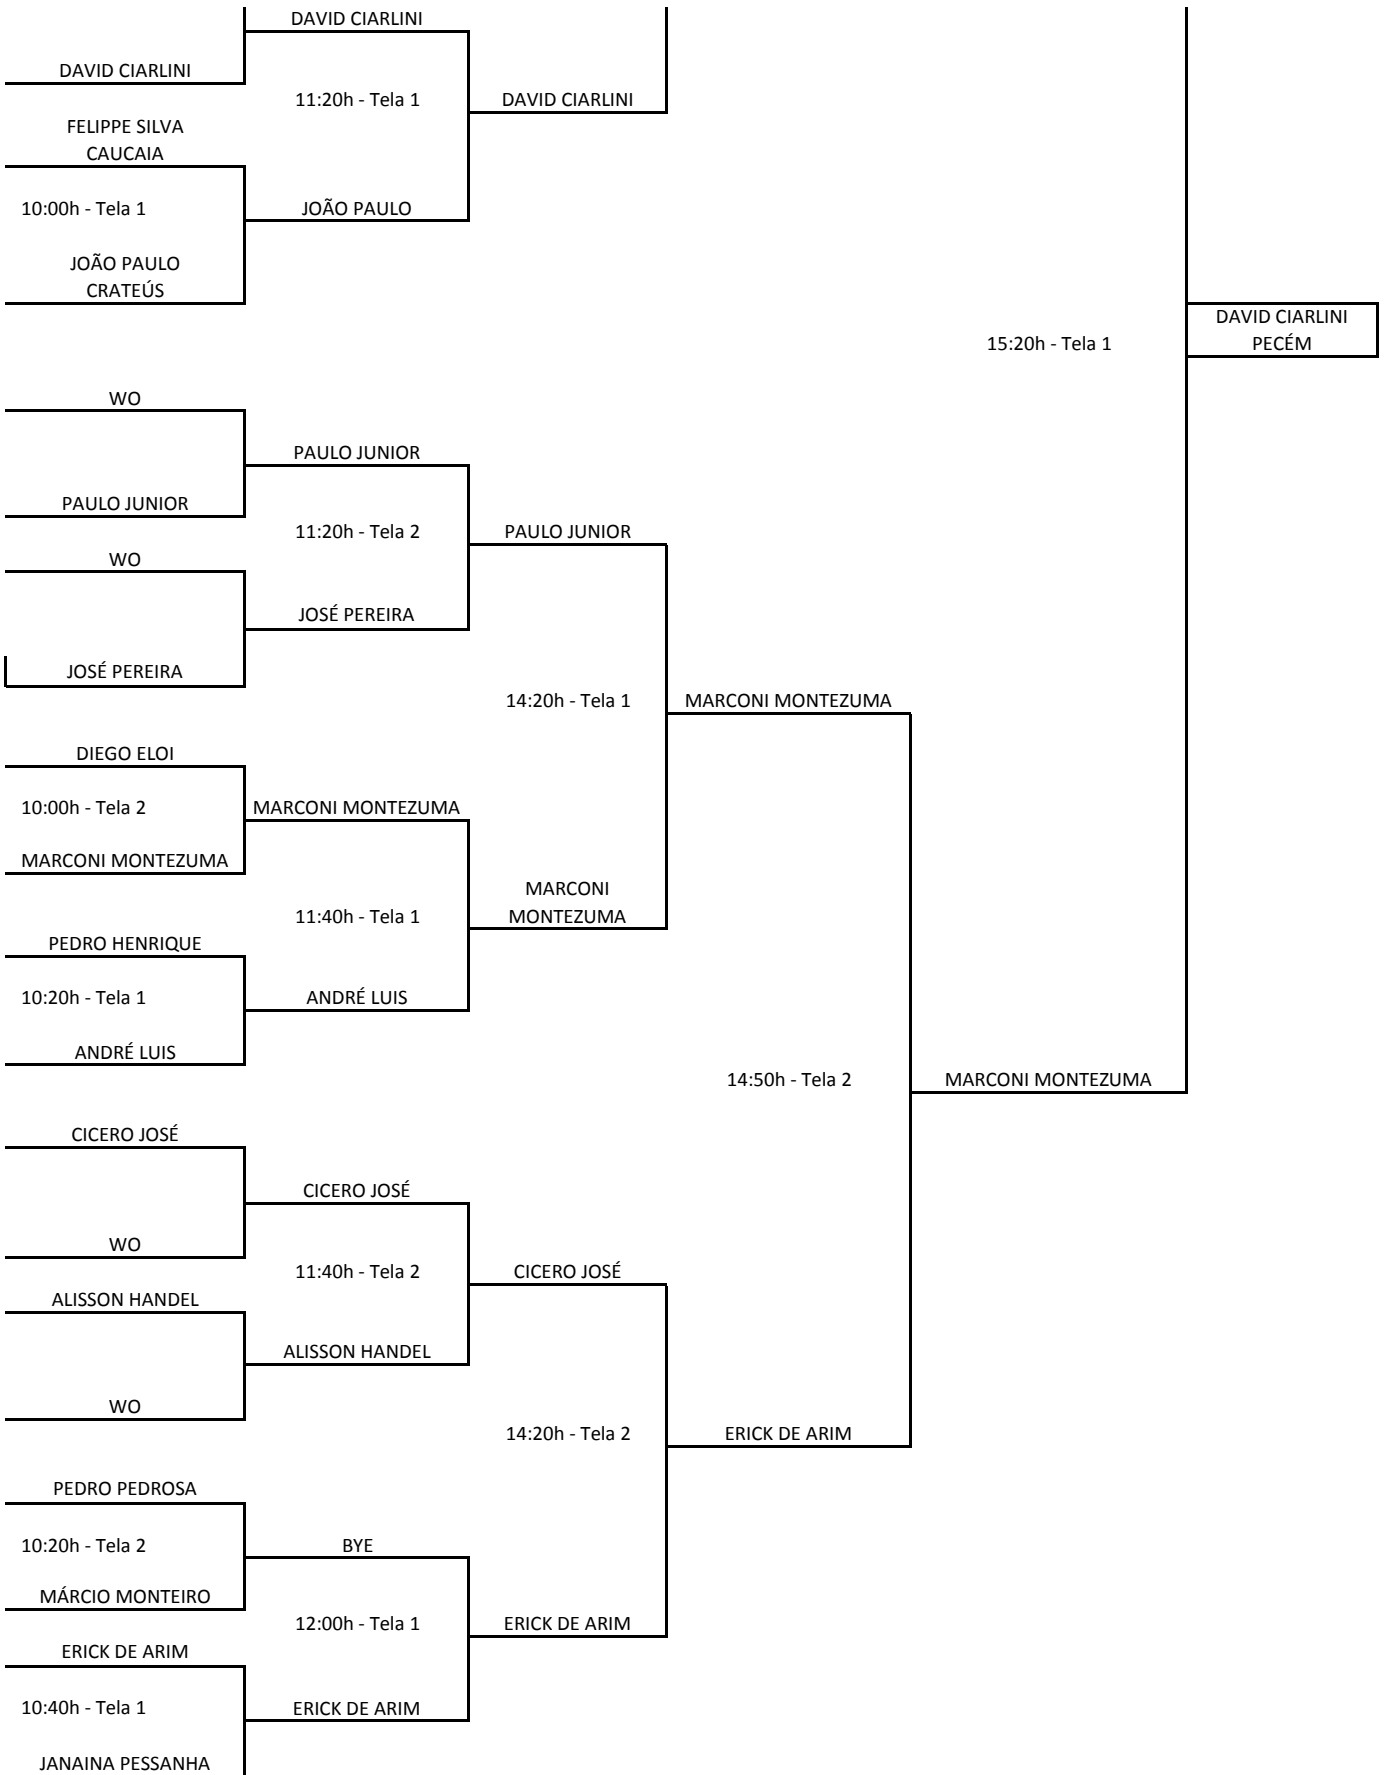 DAVID CIARLINI
DAVID CIARLINI
11:20h - Tela 1
DAVID CIARLINI
FELIPPE SILVA
CAUCAIA
10:00h - Tela 1
JOÃO PAULO
JOÃO PAULO
CRATEÚS
DAVID CIARLINI
15:20h - Tela 1
PECÉM
WO
PAULO JUNIOR
PAULO JUNIOR
11:20h - Tela 2
PAULO JUNIOR
WO
JOSÉ PEREIRA
JOSÉ PEREIRA
14:20h - Tela 1
MARCONI MONTEZUMA
DIEGO ELOI
10:00h - Tela 2
MARCONI MONTEZUMA
MARCONI MONTEZUMA
MARCONI
11:40h - Tela 1
MONTEZUMA
PEDRO HENRIQUE
10:20h - Tela 1
ANDRÉ LUIS
ANDRÉ LUIS
14:50h - Tela 2
MARCONI MONTEZUMA
CICERO JOSÉ
CICERO JOSÉ
WO
11:40h - Tela 2
CICERO JOSÉ
ALISSON HANDEL
ALISSON HANDEL
WO
14:20h - Tela 2
ERICK DE ARIM
PEDRO PEDROSA
10:20h - Tela 2
BYE
MÁRCIO MONTEIRO
12:00h - Tela 1
ERICK DE ARIM
ERICK DE ARIM
10:40h - Tela 1
ERICK DE ARIM
JANAINA PESSANHA